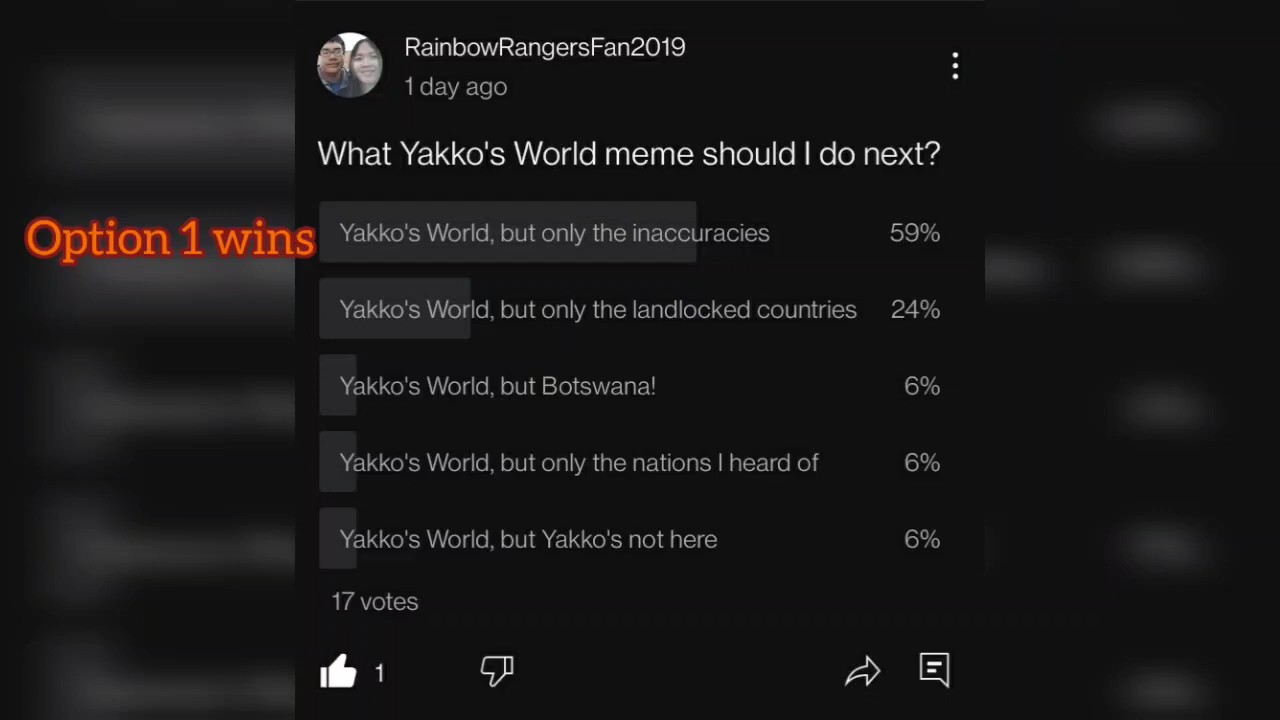 RainbowRangersFan2019
1 day ago
What Yakko's World meme should I do next?
Option 1 wins
Yakko's World, but only the inaccuracies 59%
Yakko's World, but only the landlocked countries 24%
Yakko's World, but Botswana! 6%
Yakko's World, but only the nations I heard of 6%
Yakko's World, but Yakko's not here 6%
17 votes
1